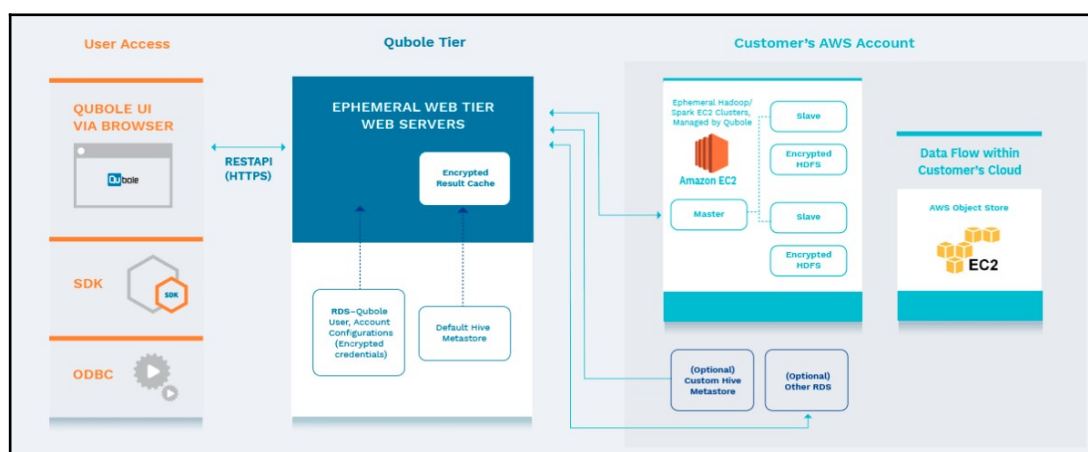 User Access
QUBOLE UI
VIA BROWSER
Qubole
SDK
SDK
ODBC
RESTAPI
(HTTPS)
Qubole Tier
EPHEMERAL WEB TIER
WEB SERVERS
Encrypted
Result Cache
RDS–Qubole
User, Account
Configurations
(Encrypted
credentials)
Default Hive
Metastore
Customer's AWS Account
Ephemeral Hadoop/
Spark EC2 Clusters,
Managed by Qubole
Amazon EC2
Master
Slave
Encrypted
HDFS
Slave
Encrypted
HDFS
(Optional)
Custom Hive
Metastore
(Optional)
Other RDS
Data Flow within
Customer's Cloud
AWS Object Store
EC2